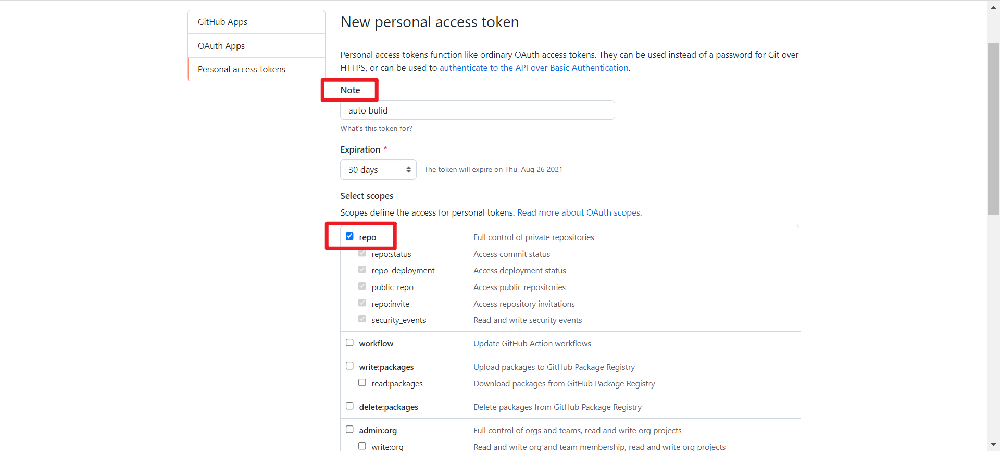 GitHub Apps
OAuth Apps
Personal access tokens
New personal access token
Personal access tokens function like ordinary OAuth access tokens. They can be used instead of a password for Git over
HTTPS, or can be used to authenticate to the API over Basic Authentication.
Note
auto bulid
What's this token for?
Expiration *
30 days
The token will expire on Thu, Aug 26 2021
Select scopes
Scopes define the access for personal tokens. Read more about OAuth scopes.
repo Full control of private repositories
repo:status Access commit status
repo_deployment Access deployment status
public_repo Access public repositories
repo:invite Access repository invitations
security_events Read and write security events
workflow Update GitHub Action workflows
write:packages Upload packages to GitHub Package Registry
read:packages Download packages from GitHub Package Registry
delete:packages Delete packages from GitHub Package Registry
admin:org Full control of orgs and teams, read and write org projects
write:org Read and write org and team membership, read and write org projects